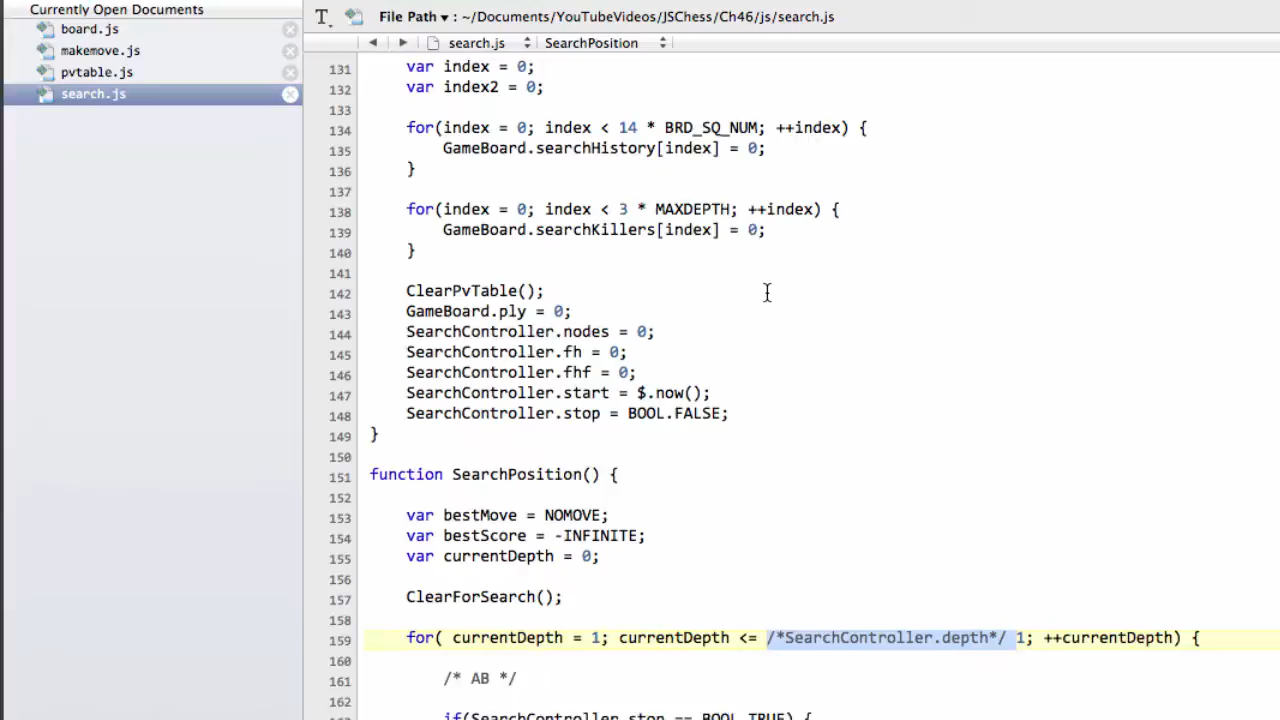 Currently Open Documents
board.js
makemove.js
pvtable.js
search.js
T File Path ▾ : ~/Documents/YouTubeVideos/JSChess/Ch46/js/search.js
search.js SearchPosition
131 var index = 0;
132 var index2 = 0;
133
134 for(index = 0; index < 14 * BRD_SQ_NUM; ++index) {
135 GameBoard.searchHistory[index] = 0;
136 }
137
138 for(index = 0; index < 3 * MAXDEPTH; ++index) {
139 GameBoard.searchKillers[index] = 0;
140 }
141
142 ClearPvTable();
143 GameBoard.ply = 0;
144 SearchController.nodes = 0;
145 SearchController.fh = 0;
146 SearchController.fhf = 0;
147 SearchController.start = $.now();
148 SearchController.stop = BOOL.FALSE;
149 }
150
151 function SearchPosition() {
152
153 var bestMove = NOMOVE;
154 var bestScore = -INFINITE;
155 var currentDepth = 0;
156
157 ClearForSearch();
158
159 for( currentDepth = 1; currentDepth <= /*SearchController.depth*/ 1; ++currentDepth) {
160
161 /* AB */
162
if(SearchController.stop == BOOL.TRUE) {